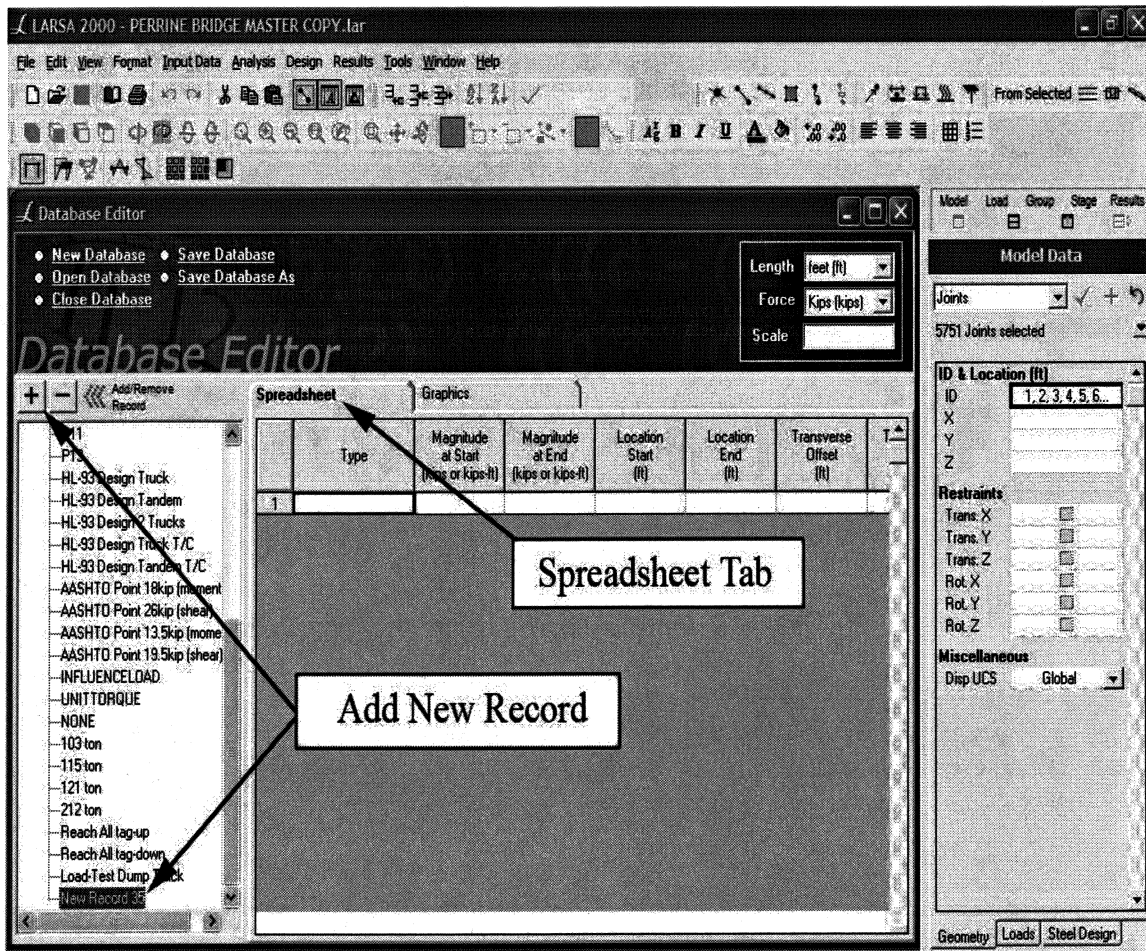 LARSA 2000 - PERRINE BRIDGE MASTER COPY.lar
File Edit View Format Input Data Analysis Design Results Tools Window Help
From Selected
Database Editor
New Database Save Database
Open Database Save Database As
Close Database
Length feet (ft)
Force Kips (kips)
Scale
Database Editor
Add/Remove Record
Spreadsheet Graphics
Type
Magnitude at Start (kips or kips-ft)
Magnitude at End (kips or kips-ft)
Location Start (ft)
Location End (ft)
Transverse Offset (ft)
1
P13
HL-93 Design Truck
HL-93 Design Tandem
HL-93 Design 2 Trucks
HL-93 Design Truck T/C
HL-93 Design Tandem T/C
AASHTO Point 18kip (moment
AASHTO Point 26kip (shear)
AASHTO Point 13.5kip (mome
AASHTO Point 19.5kip (shear)
INFLUENCELOAD
UNITTORQUE
NONE
103 ton
115 ton
121 ton
212 ton
Reach All tag-up
Reach All tag-down
Load-Test Dump Truck
New Record 35
Spreadsheet Tab
Add New Record
Model Load Group Stage Results
Model Data
Joints
5751 Joints selected
ID & Location (ft)
ID 1, 2, 3, 4, 5, 6...
X
Y
Z
Restraints
Trans. X
Trans. Y
Trans. Z
Rot. X
Rot. Y
Rot. Z
Miscellaneous
Disp UCS Global
Geometry Loads Steel Design